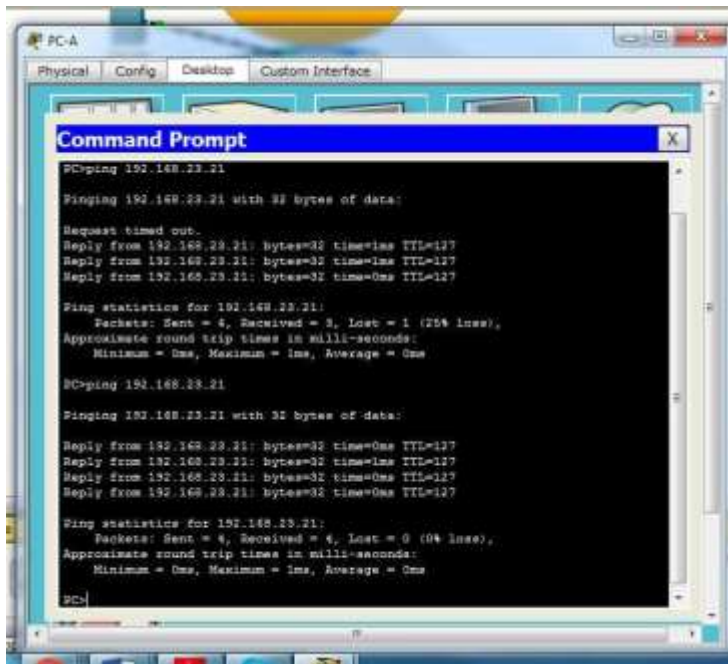 PC-A
Physical Config Desktop Custom Interface
Command Prompt
X
PC>ping 192.168.23.21
Pinging 192.168.23.21 with 32 bytes of data:
Request timed out.
Reply from 192.168.23.21: bytes=32 time=1ms TTL=127
Reply from 192.168.23.21: bytes=32 time=1ms TTL=127
Reply from 192.168.23.21: bytes=32 time=0ms TTL=127
Ping statistics for 192.168.23.21:
Packets: Sent = 4, Received = 3, Lost = 1 (25% loss),
Approximate round trip times in milli-seconds:
Minimum = 0ms, Maximum = 1ms, Average = 0ms
PC>ping 192.168.23.21
Pinging 192.168.23.21 with 32 bytes of data:
Reply from 192.168.23.21: bytes=32 time=0ms TTL=127
Reply from 192.168.23.21: bytes=32 time=1ms TTL=127
Reply from 192.168.23.21: bytes=32 time=0ms TTL=127
Reply from 192.168.23.21: bytes=32 time=0ms TTL=127
Ping statistics for 192.168.23.21:
Packets: Sent = 4, Received = 4, Lost = 0 (0% loss),
Approximate round trip times in milli-seconds:
Minimum = 0ms, Maximum = 1ms, Average = 0ms
PC>